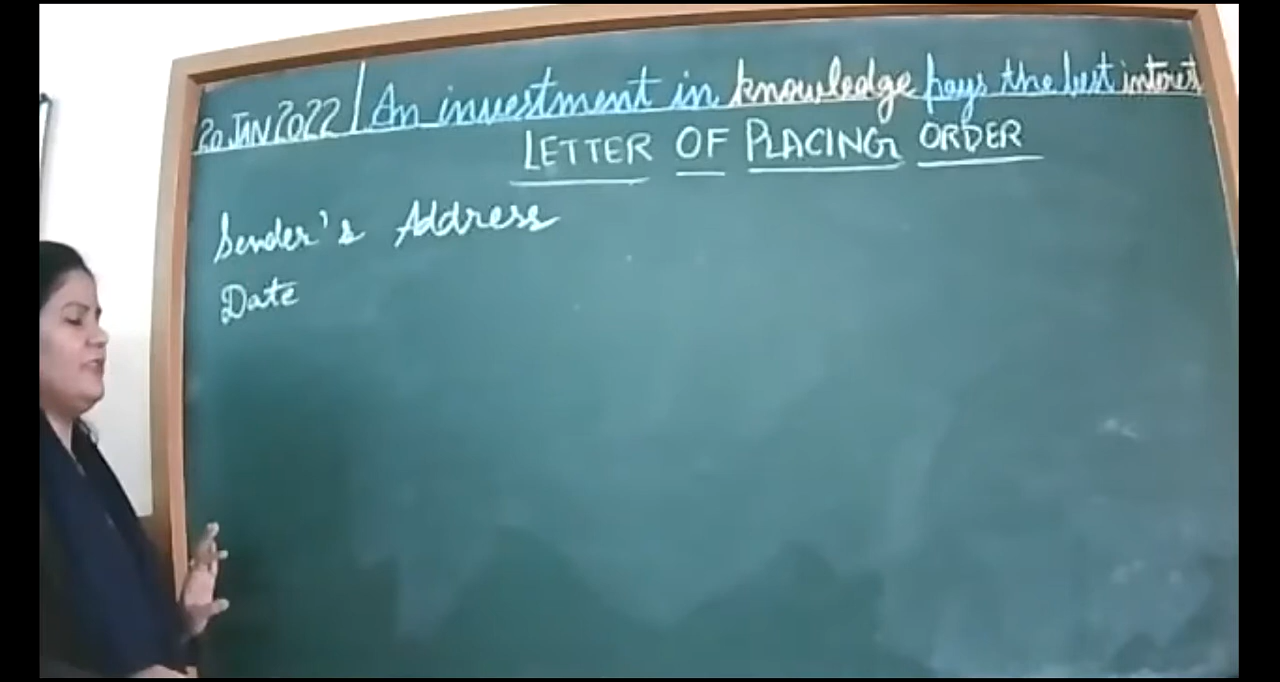 20 JAN 2022 | An investment in knowledge pays the best interest
LETTER OF PLACING ORDER
Sender's Address
Date